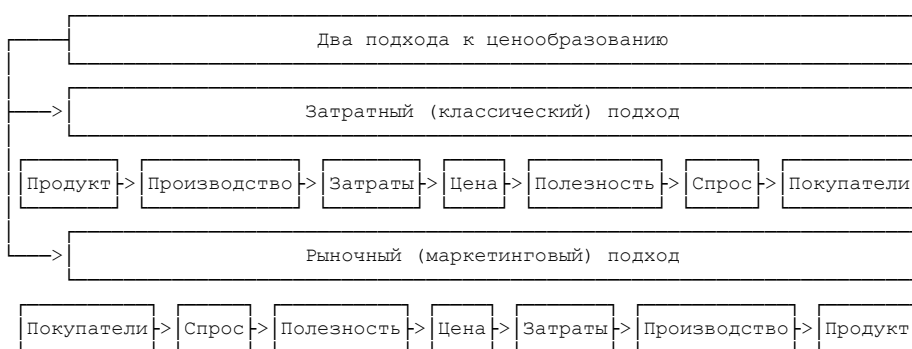 Два подхода к ценообразованию
Затратный (классический) подход
Продукт > Производство > Затраты > Цена > Полезность > Спрос > Покупатели
Рыночный (маркетинговый) подход
Покупатели > Спрос > Полезность > Цена > Затраты > Производство > Продукт